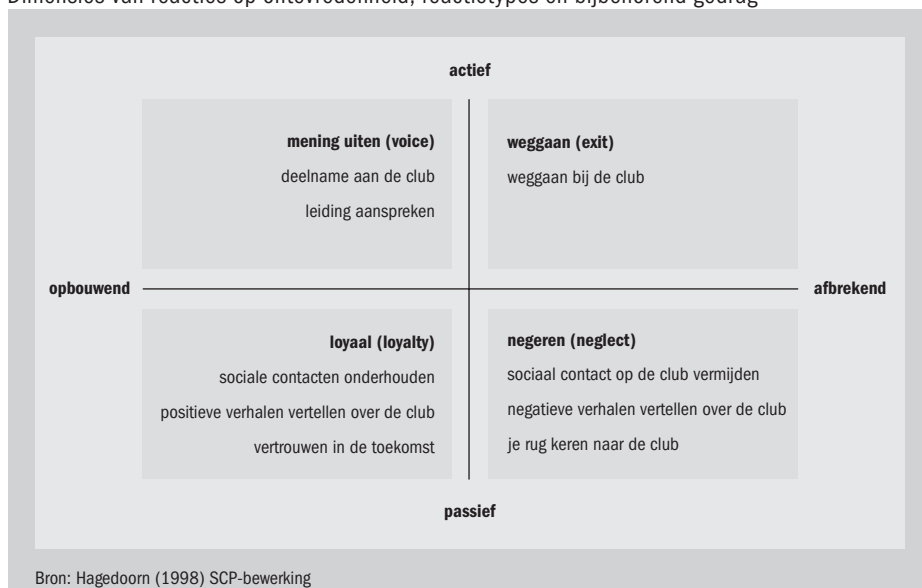 Dimensies van reacties op ontevredenheid, reactietypes en bijbehorend gedrag
actief
mening uiten (voice)
deelname aan de club
leiding aanspreken
weggaan (exit)
weggaan bij de club
opbouwend
afbrekend
loyaal (loyalty)
sociale contacten onderhouden
positieve verhalen vertellen over de club
vertrouwen in de toekomst
negeren (neglect)
sociaal contact op de club vermijden
negatieve verhalen vertellen over de club
je rug keren naar de club
passief
Bron: Hagedoorn (1998) SCP-bewerking